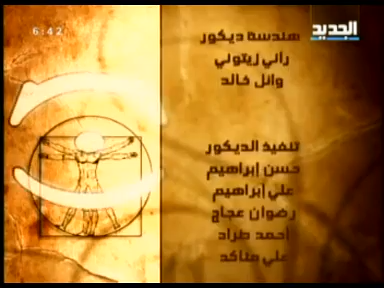 6:42
الجديد
هندسة ديكور
راني زيتوني
وائل خالد
تنفيذ الديكور
حسن إبراهيم
علي إبراهيم
رضوان عجاج
احمد طراد
علي مناكد